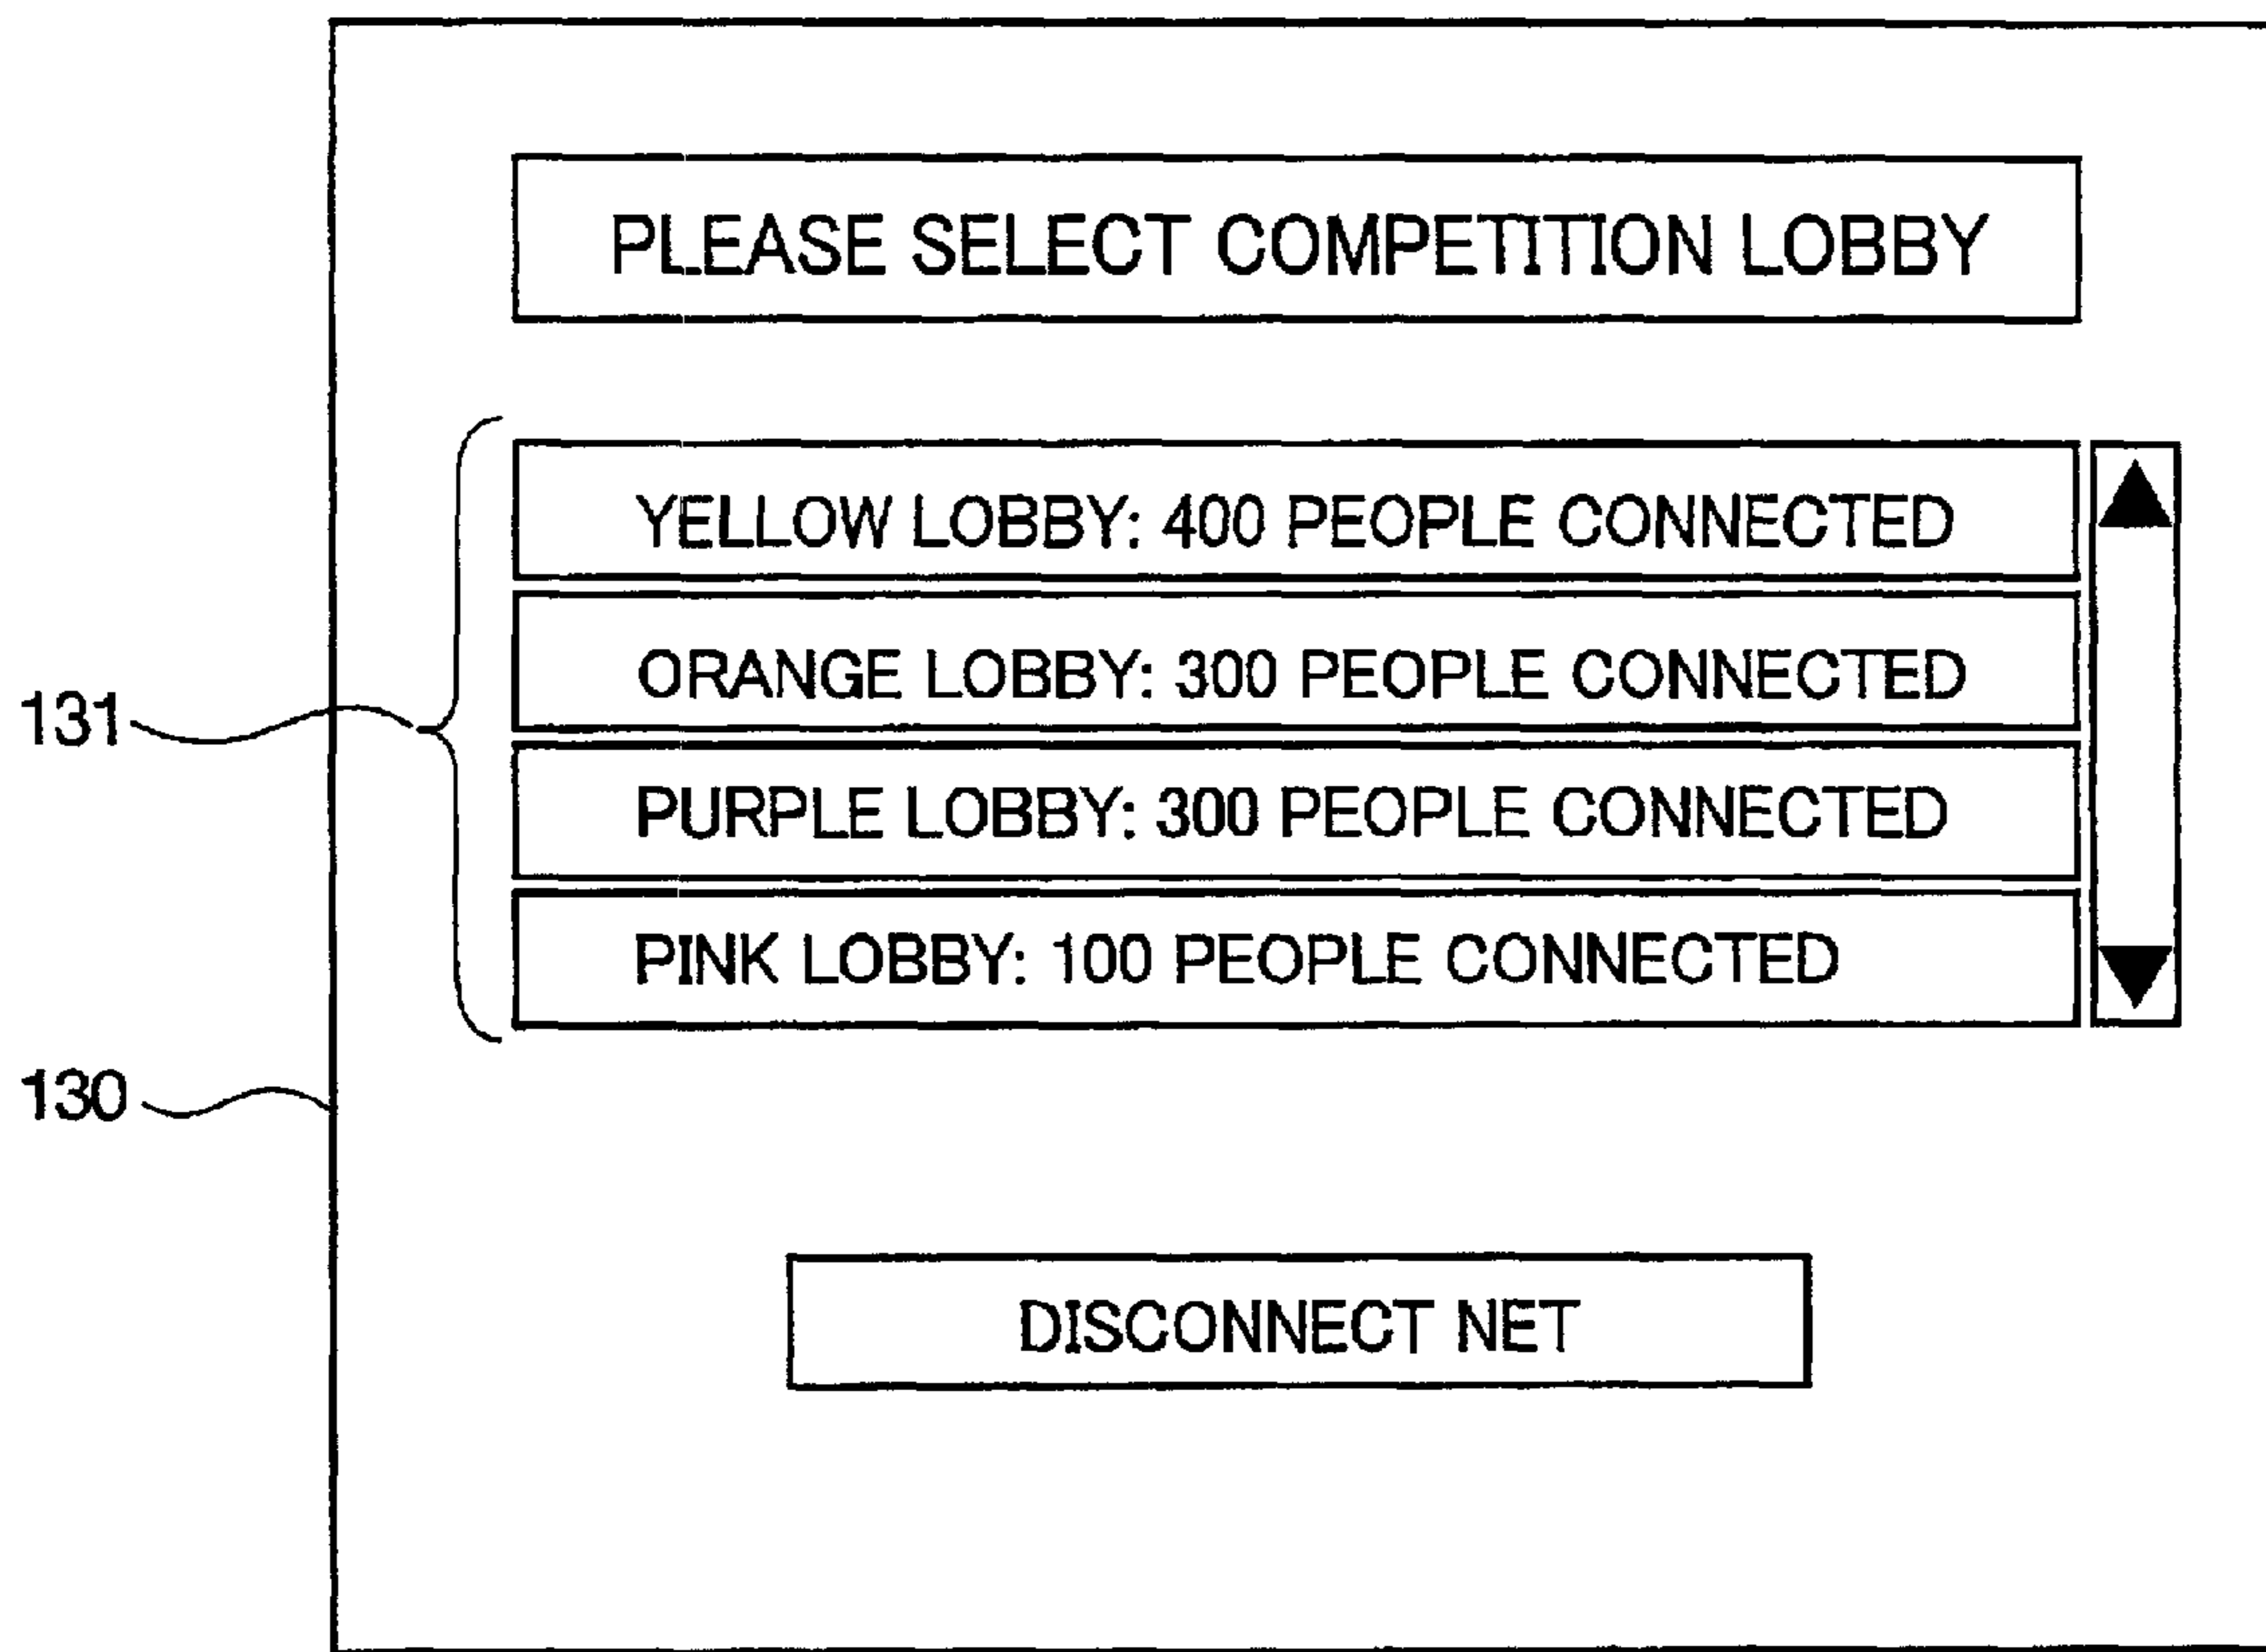 PLEASE SELECT COMPETITION LOBBY
YELLOW LOBBY: 400 PEOPLE CONNECTED
ORANGE LOBBY: 300 PEOPLE CONNECTED
131
PURPLE LOBBY: 300 PEOPLE CONNECTED
PINK LOBBY: 100 PEOPLE CONNECTED
130
DISCONNECT NET